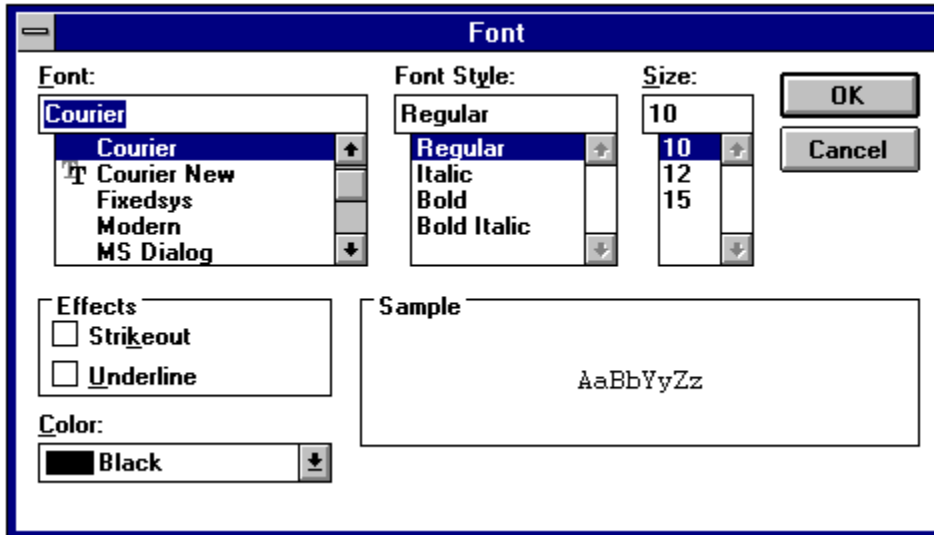 Font
Font: Font Style: Size:
Courier Regular 10 OK
Courier Regular 10 Cancel
Courier New Italic 12
Fixedsys Bold 15
Modern Bold Italic
MS Dialog
Effects Sample
Strikeout
Underline AaBbYyZz
Color:
Black